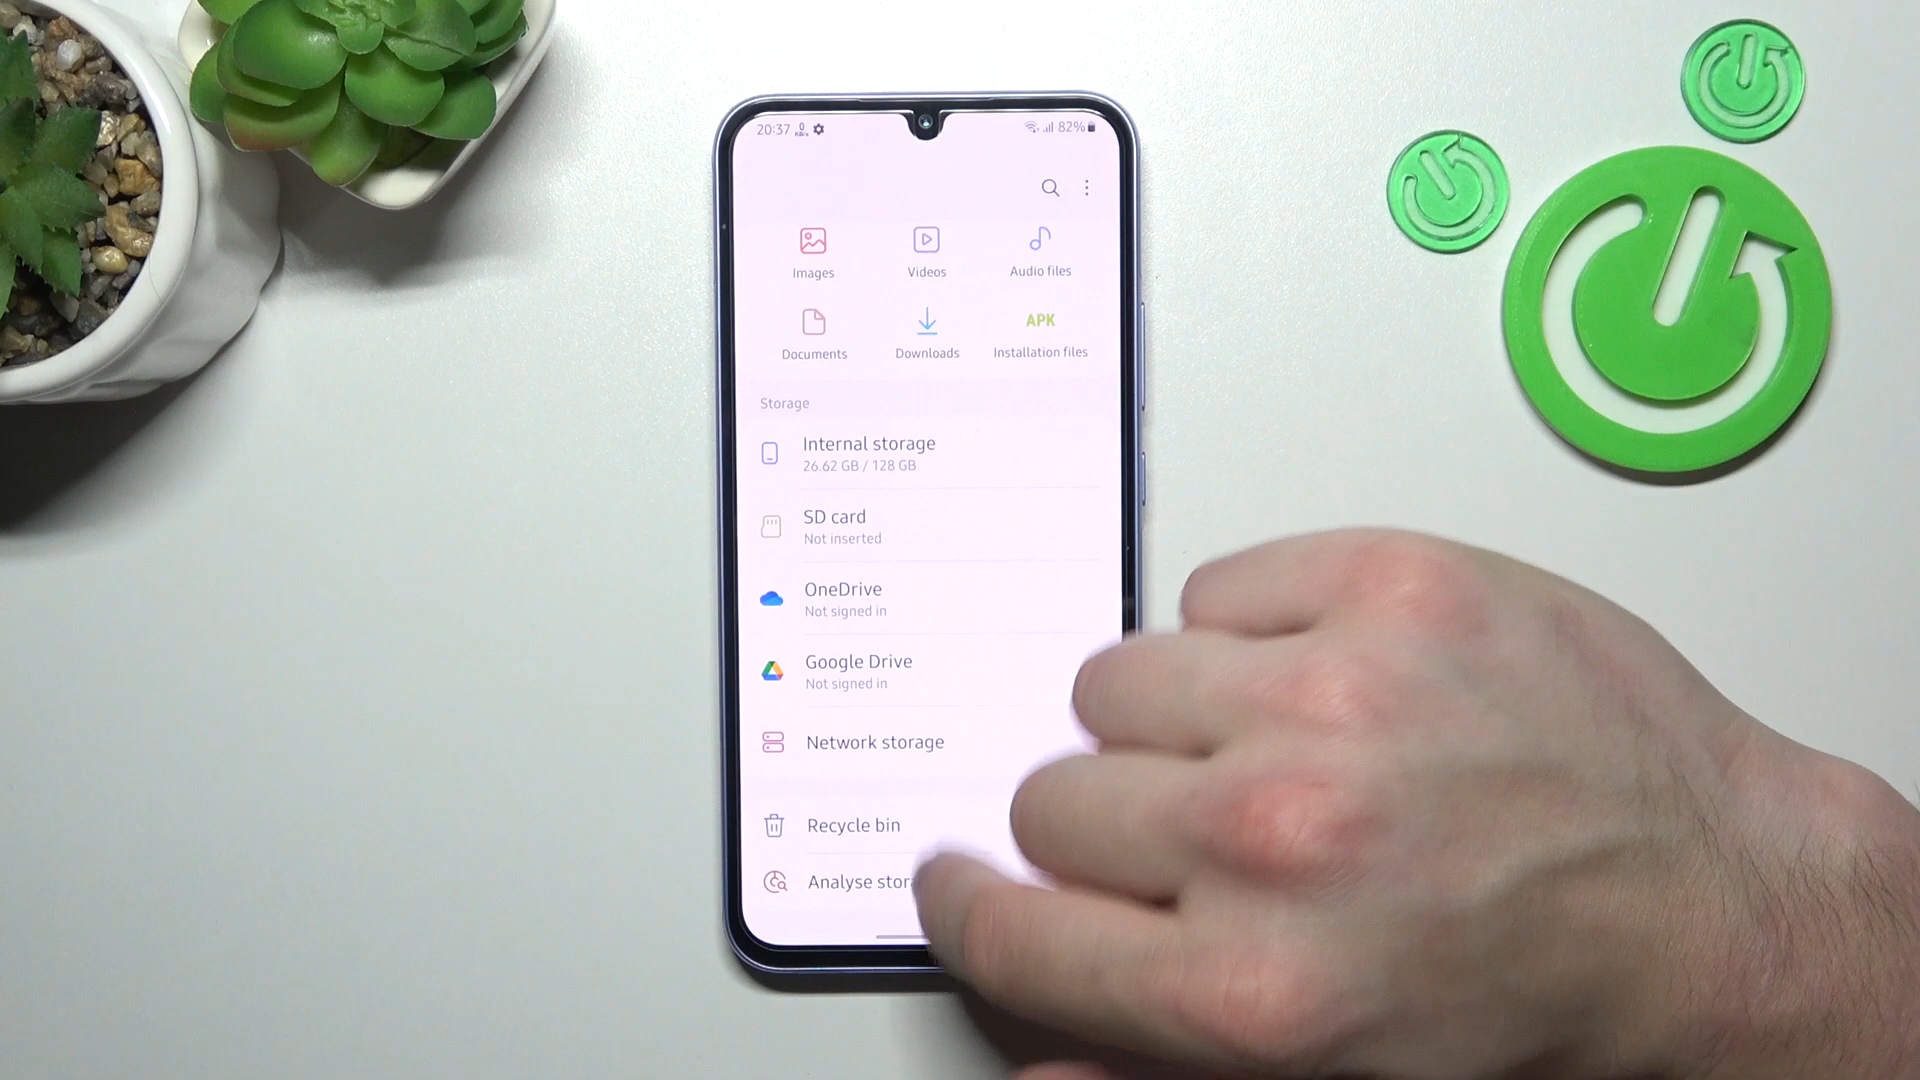 20:37 0 KB/s 82%
Images Videos Audio files
APK
Documents Downloads Installation files
Storage
Internal storage
26.62 GB / 128 GB
SD card
Not inserted
OneDrive
Not signed in
Google Drive
Not signed in
Network storage
Recycle bin
Analyse